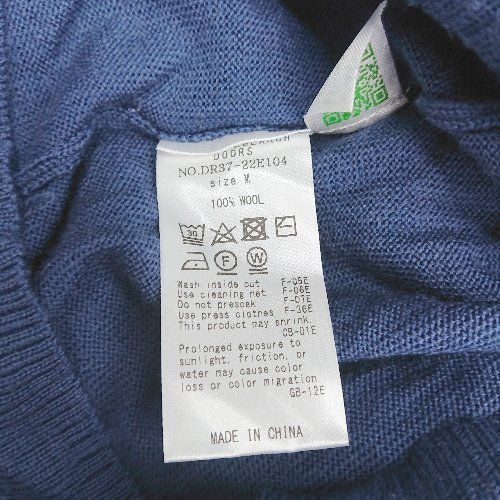 DOORS
NO.DR37-22E104
size M
100% WOOL
30
F W
Wash inside out F-05E
Use cleaning net F-06E
Do not presoak F-07E
Use press clothes F-36E
This product may shrink.
CB-01E
Prolonged exposure to
sunlight, friction, or
water may cause color
loss or color migration.
GB-12E
MADE IN CHINA